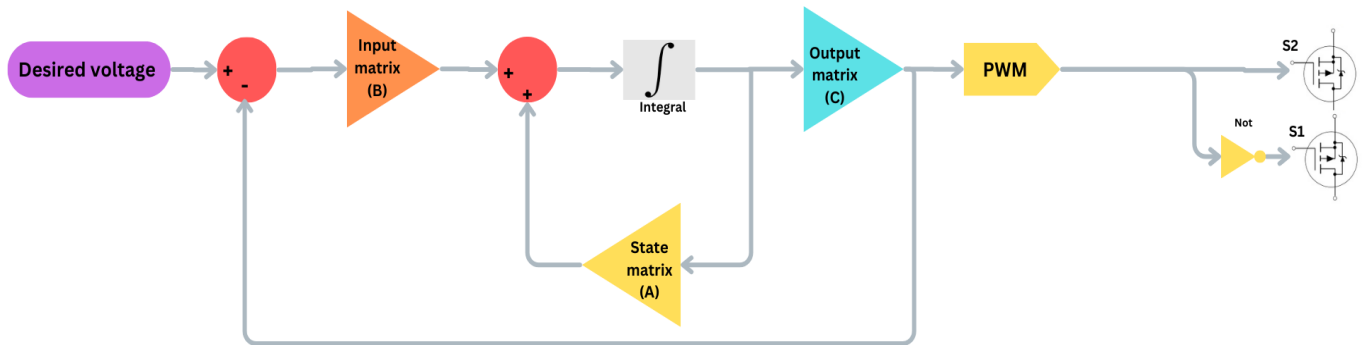 Desired voltage
+
-
Input
matrix
(B)
+
+
∫
Integral
Output
matrix
(C)
PWM
S2
Not
S1
State
matrix
(A)